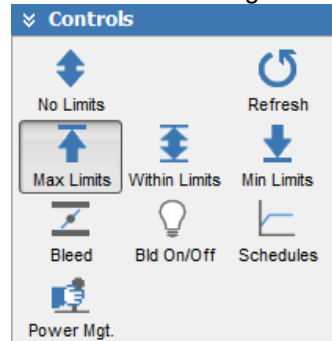 Controls
No Limits Refresh
Max Limits Within Limits Min Limits
Bleed Bld On/Off Schedules
Power Mgt.